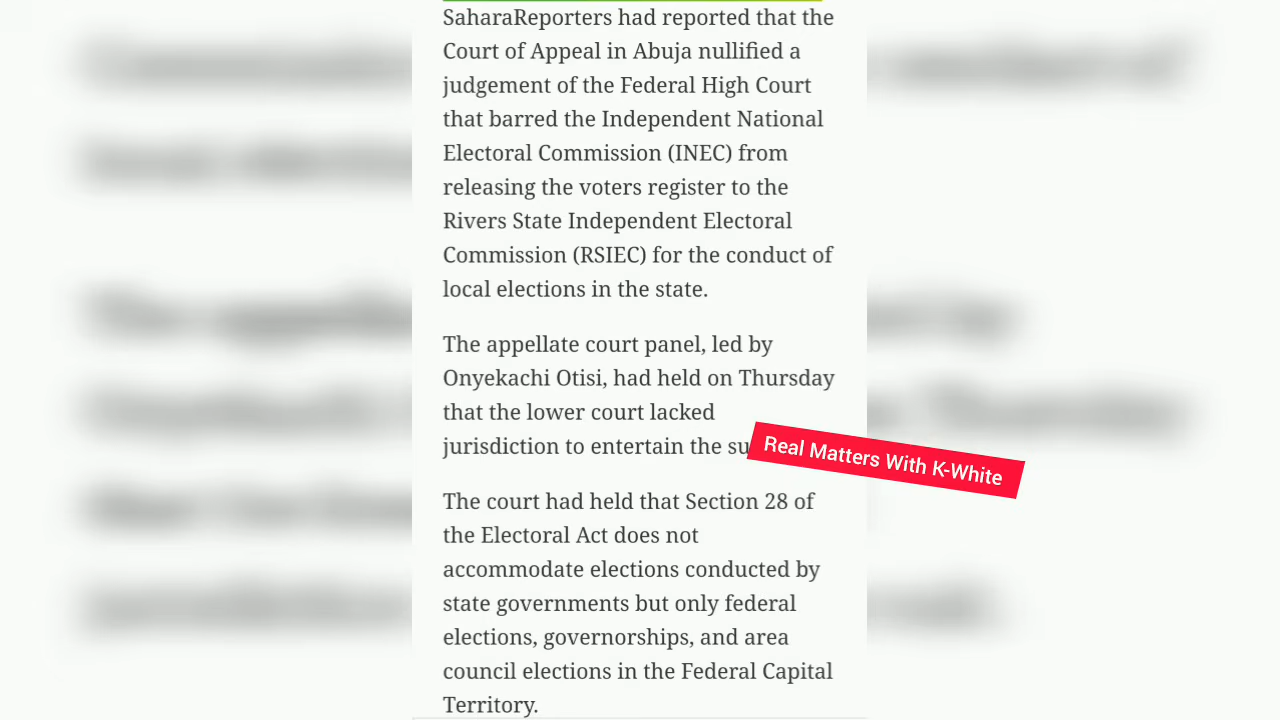 SaharaReporters had reported that the
Court of Appeal in Abuja nullified a
judgement of the Federal High Court
that barred the Independent National
Electoral Commission (INEC) from
releasing the voters register to the
Rivers State Independent Electoral
Commission (RSIEC) for the conduct of
local elections in the state.
The appellate court panel, led by
Onyekachi Otisi, had held on Thursday
that the lower court lacked
jurisdiction to entertain the
Real Matters With K-White
The court had held that Section 28 of
the Electoral Act does not
accommodate elections conducted by
state governments but only federal
elections, governorships, and area
council elections in the Federal Capital
Territory.